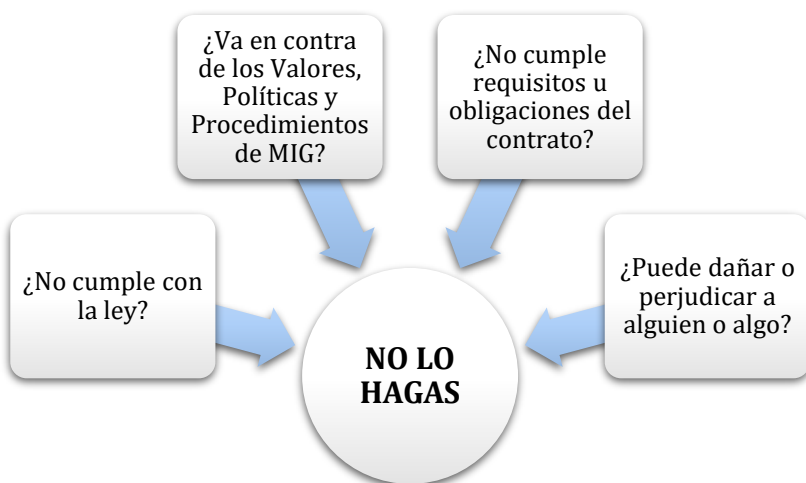 ¿Va en contra
de los Valores,
Políticas y
Procedimientos
de MIG?
¿No cumple
requisitos u
obligaciones del
contrato?
¿No cumple con
la ley?
¿Puede dañar o
perjudicar a
alguien o algo?
NO LO
HAGAS